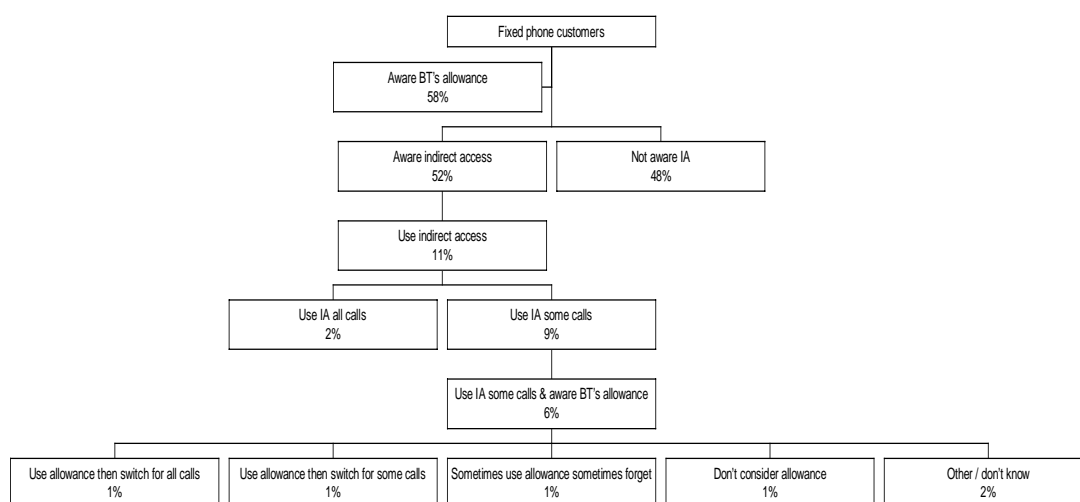 Fixed phone customers
Aware BT's allowance
58%
Aware indirect access
52%
Not aware IA
48%
Use indirect access
11%
Use IA all calls
2%
Use IA some calls
9%
Use IA some calls & aware BT's allowance
6%
Use allowance then switch for all calls
1%
Use allowance then switch for some calls
1%
Sometimes use allowance sometimes forget
1%
Don't consider allowance
1%
Other / don't know
2%